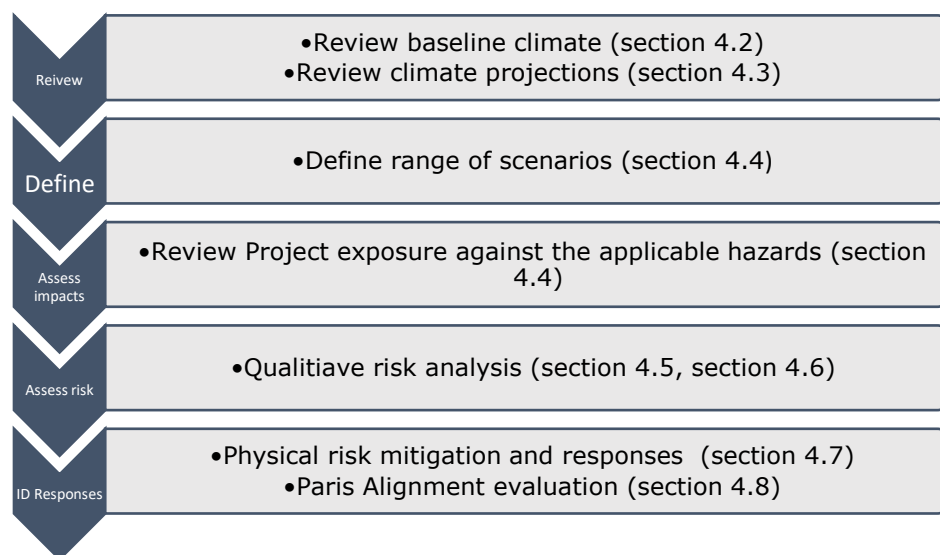 Reivew
•Review baseline climate (section 4.2)
•Review climate projections (section 4.3)
Define
•Define range of scenarios (section 4.4)
Assess
impacts
•Review Project exposure against the applicable hazards (section
4.4)
Assess risk
•Qualitiave risk analysis (section 4.5, section 4.6)
ID Responses
•Physical risk mitigation and responses  (section 4.7)
•Paris Alignment evaluation (section 4.8)